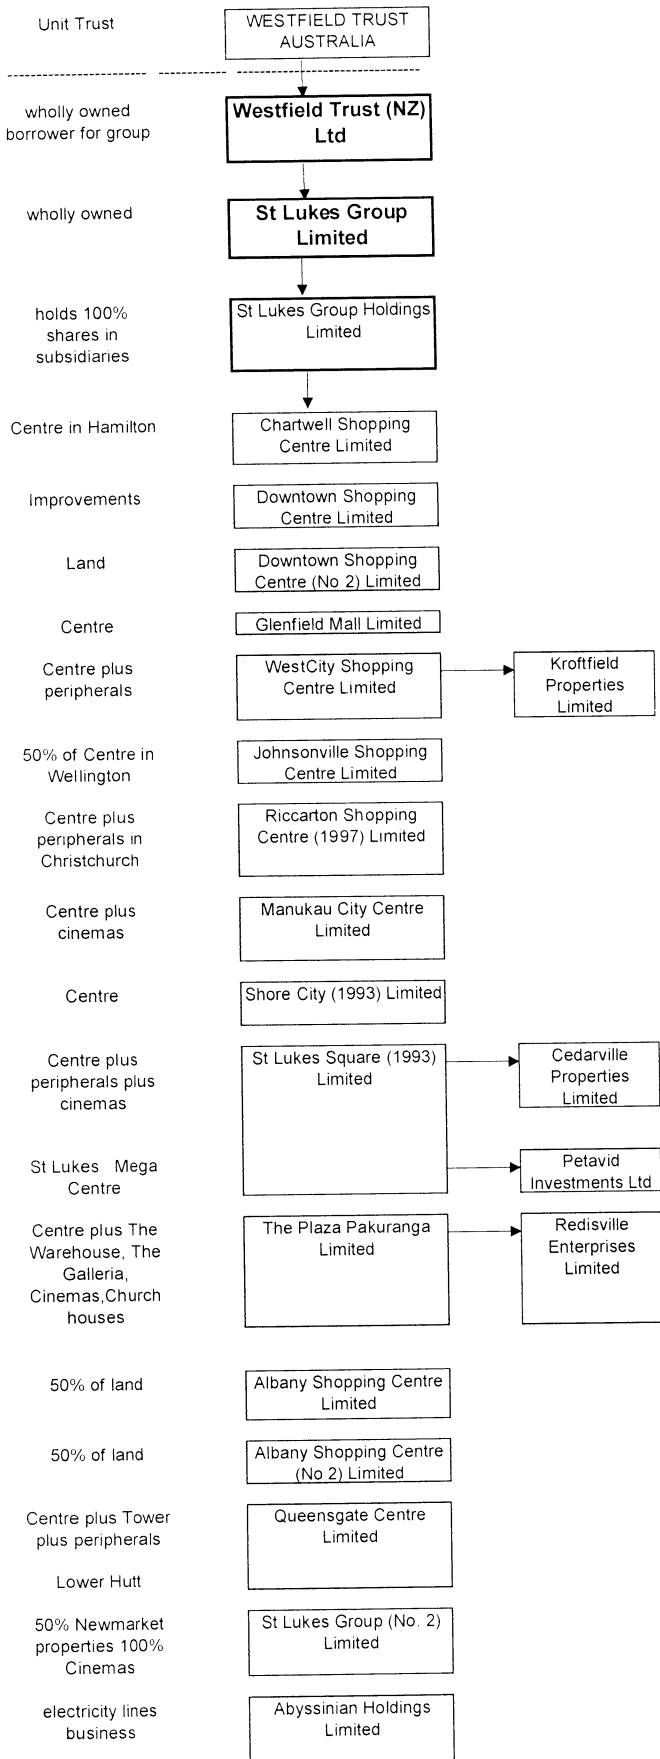 Unit Trust
WESTFIELD TRUST
AUSTRALIA
wholly owned
borrower for group
Westfield Trust (NZ)
Ltd
wholly owned
St Lukes Group
Limited
holds 100%
shares in
subsidiaries
St Lukes Group Holdings
Limited
Centre in Hamilton
Chartwell Shopping
Centre Limited
Improvements
Downtown Shopping
Centre Limited
Land
Downtown Shopping
Centre (No 2) Limited
Centre
Glenfield Mall Limited
Centre plus
peripherals
WestCity Shopping
Centre Limited
Kroftfield
Properties
Limited
50% of Centre in
Wellington
Johnsonville Shopping
Centre Limited
Centre plus
peripherals in
Christchurch
Riccarton Shopping
Centre (1997) Limited
Centre plus
cinemas
Manukau City Centre
Limited
Centre
Shore City (1993) Limited
Centre plus
peripherals plus
cinemas
St Lukes Square (1993)
Limited
Cedarville
Properties
Limited
St Lukes Mega
Centre
Petavid
Investments Ltd
Centre plus The
Warehouse, The
Galleria,
Cinemas,Church
houses
The Plaza Pakuranga
Limited
Redisville
Enterprises
Limited
50% of land
Albany Shopping Centre
Limited
50% of land
Albany Shopping Centre
(No 2) Limited
Centre plus Tower
plus peripherals
Lower Hutt
Queensgate Centre
Limited
50% Newmarket
properties 100%
Cinemas
St Lukes Group (No. 2)
Limited
electricity lines
business
Abyssinian Holdings
Limited